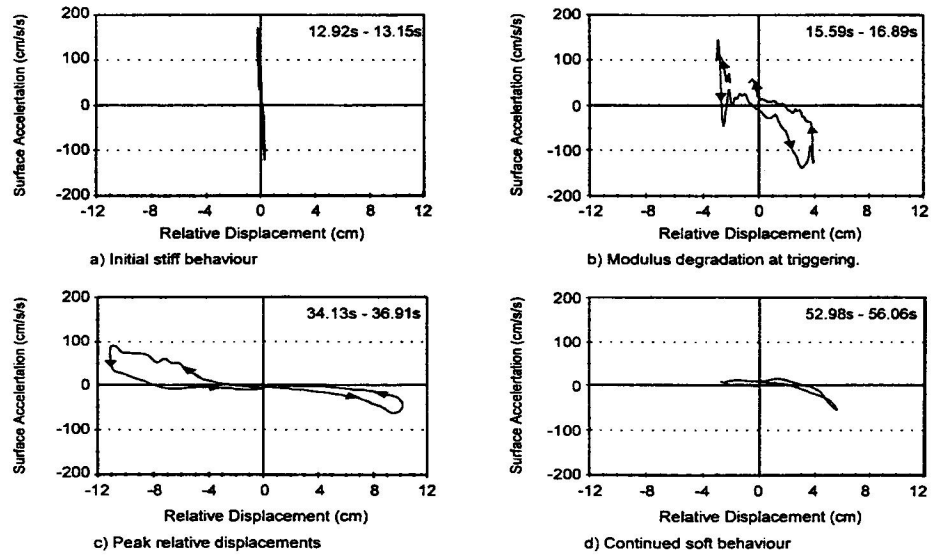 Surface Accelertation (cm/s/s)
200
100
0
-100
-200
12.92s - 13.15s
-12 -8 -4 0 4 8 12
Relative Displacement (cm)
a) Initial stiff behaviour
Surface Accelertation (cm/s/s)
200
100
0
-100
-200
15.59s - 16.89s
-12 -8 -4 0 4 8 12
Relative Displacement (cm)
b) Modulus degradation at triggering.
Surface Accelertation (cm/s/s)
200
100
0
-100
-200
34.13s - 36.91s
-12 -8 -4 0 4 8 12
Relative Displacement (cm)
c) Peak relative displacements
Surface Accelertation (cm/s/s)
200
100
0
-100
-200
52.98s - 56.06s
-12 -8 -4 0 4 8 12
Relative Displacement (cm)
d) Continued soft behaviour